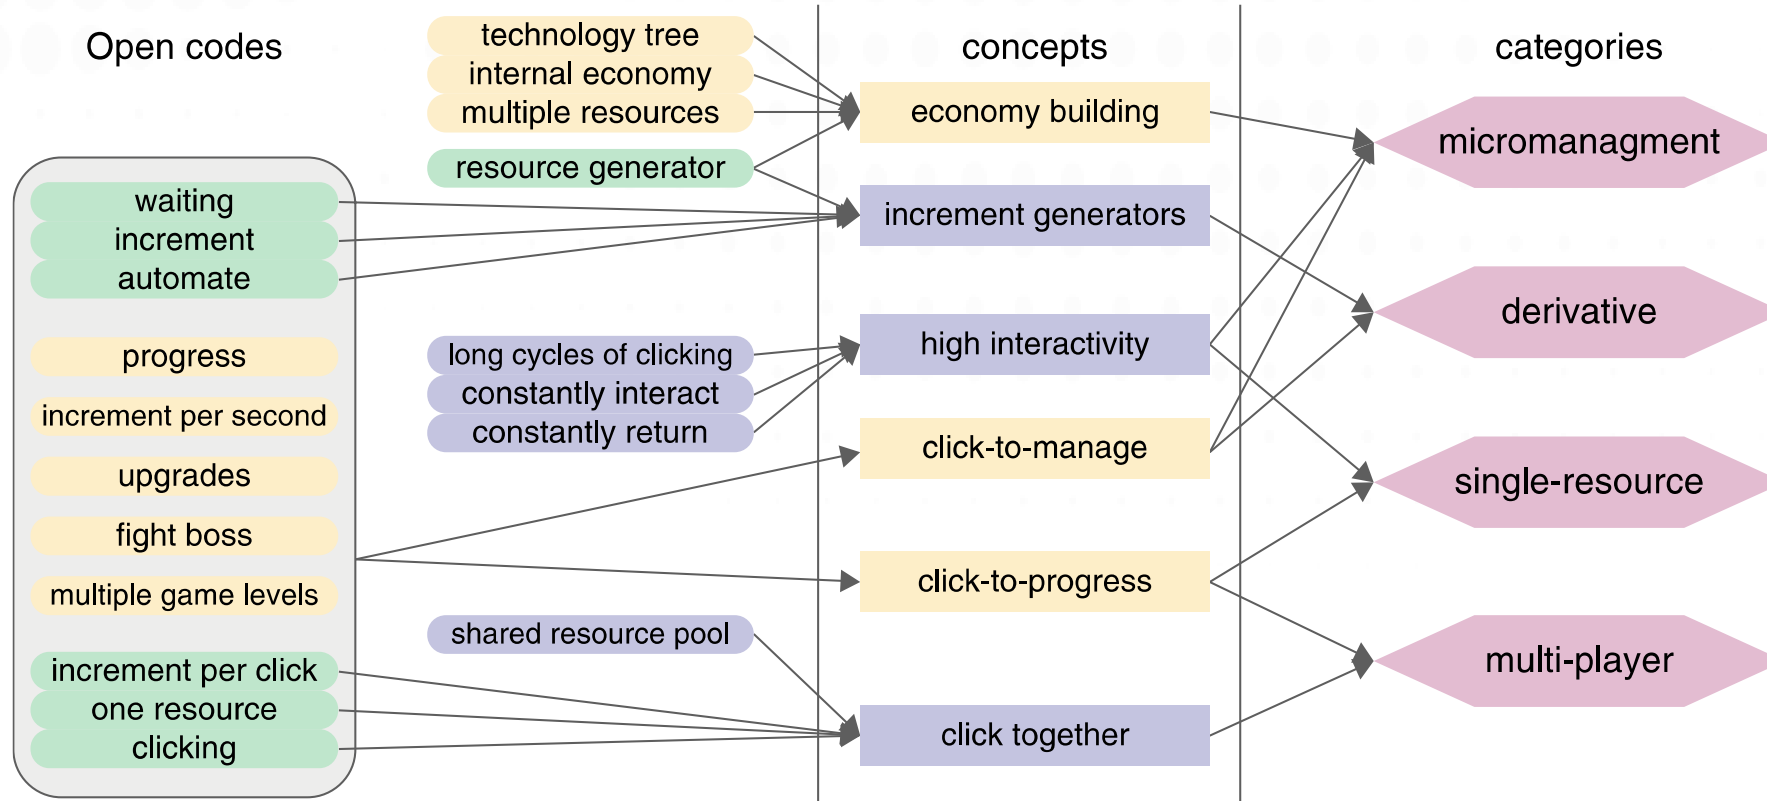 Open codes
waiting
increment
automate
progress
increment per second
upgrades
fight boss
multiple game levels
increment per click
one resource
clicking
technology tree
internal economy
multiple resources
resource generator
long cycles of clicking
constantly interact
constantly return
shared resource pool
concepts
economy building
increment generators
high interactivity
click-to-manage
click-to-progress
click together
categories
micromanagment
derivative
single-resource
multi-player